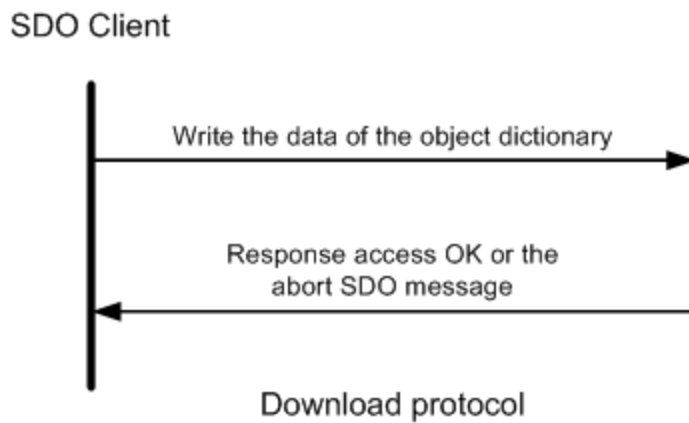 SDO Client
Write the data of the object dictionary
Response access OK or the
abort SDO message
Download protocol